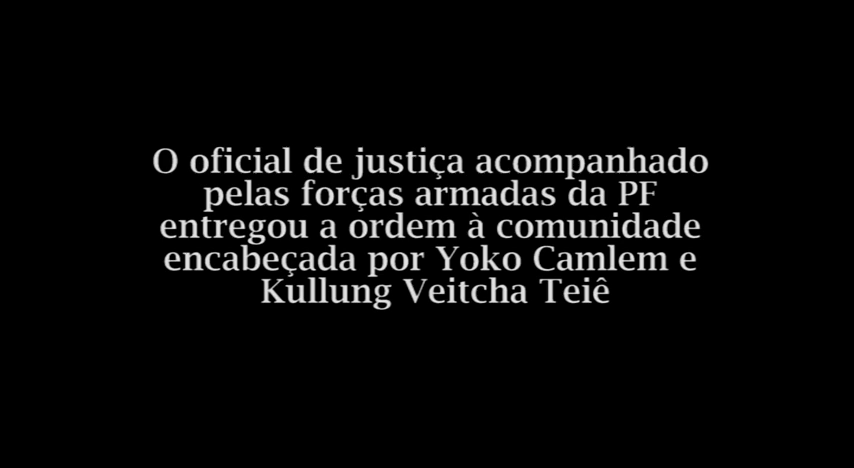 O oficial de justiça acompanhado
pelas forças armadas da PF
entregou a ordem à comunidade
encabeçada por Yoko Camlem e
Kullung Veitcha Teiê